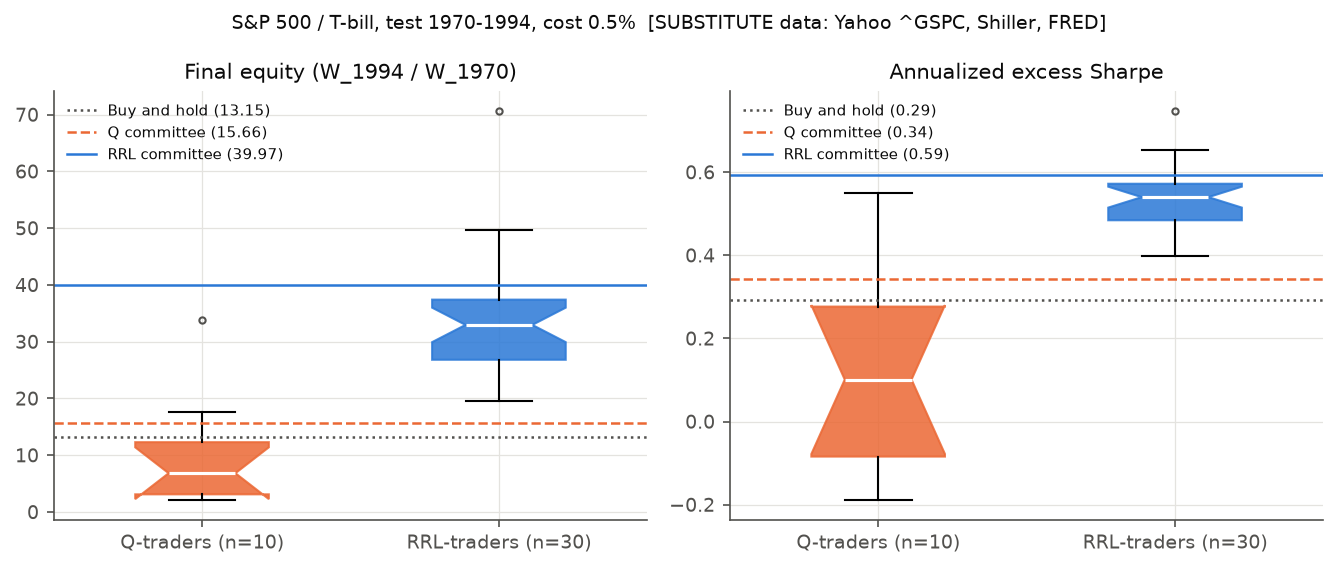 S&P 500 / T-bill, test 1970-1994, cost 0.5%  [SUBSTITUTE data: Yahoo ^GSPC, Shiller, FRED]
Final equity (W_1994 / W_1970)
Buy and hold (13.15)
Q committee (15.66)
RRL committee (39.97)
70
60
50
40
30
20
10
0
Q-traders (n=10)
RRL-traders (n=30)
Annualized excess Sharpe
Buy and hold (0.29)
Q committee (0.34)
RRL committee (0.59)
0.6
0.4
0.2
0.0
−0.2
Q-traders (n=10)
RRL-traders (n=30)